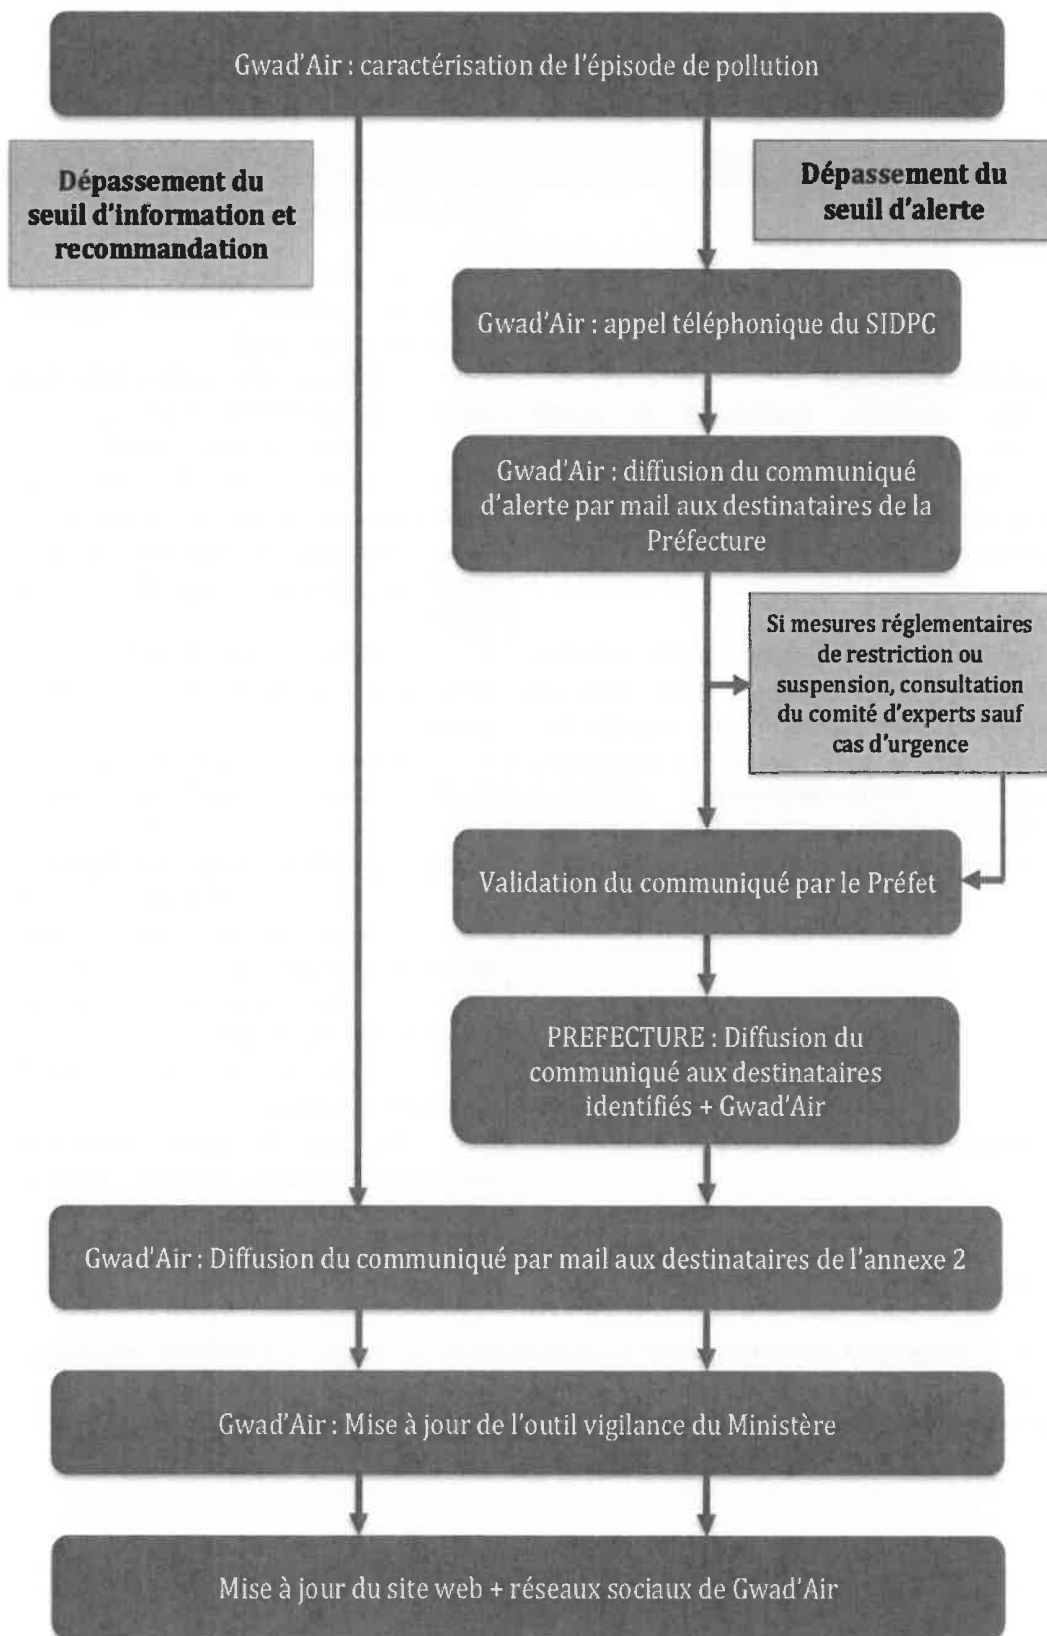 Gwad'Air : caractérisation de l'épisode de pollution
Dépassement du
seuil d'information et
recommandation
Dépassement du
seuil d'alerte
Gwad'Air : appel téléphonique du SIDPC
Gwad'Air : diffusion du communiqué
d'alerte par mail aux destinataires de la
Préfecture
Si mesures réglementaires
de restriction ou
suspension, consultation
du comité d'experts sauf
cas d'urgence
Validation du communiqué par le Préfet
PREFECTURE : Diffusion du
communiqué aux destinataires
identifiés + Gwad'Air
Gwad'Air : Diffusion du communiqué par mail aux destinataires de l'annexe 2
Gwad'Air : Mise à jour de l'outil vigilance du Ministère
Mise à jour du site web + réseaux sociaux de Gwad'Air